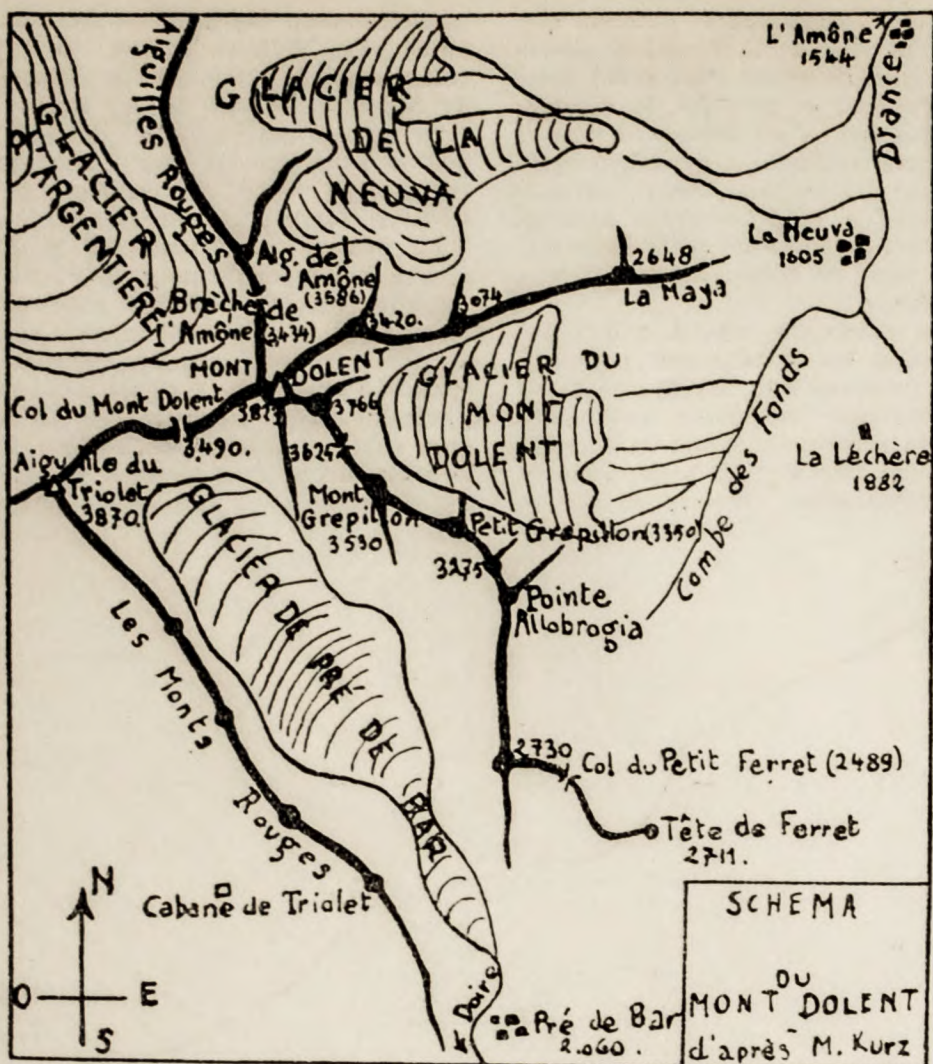 L'Amône
1544
Drance
Aiguilles Rouges
GLACIER
DE LA
NEUVA
GLACIER
D'ARGENTIÈRE
La Neuva
1605
Aig. de l'
Amône
(3586)
Brèche de
l'Amône (3434)
2648
La Maya
3074
3420.
MONT DOLENT
3823
3766
3625
GLACIER DU
MONT
DOLENT
Col du Mont Dolent
3.490.
Aiguille du
Triolet
3870.
La Léchère
1882
Combe des Fonds
Mont
Grepillon
3530
Petit Grepillon (3350)
3275
Pointe
Allobrogia
GLACIER DE PRÉ DE BAR
Les Monts Rouges
2730
Col du Petit Ferret (2489)
Tête de Ferret
2711.
Cabane de Triolet
N
O
E
S
Doire
Pré de Bar
2.060.
SCHEMA
DU
MONT DOLENT
d'après M. Kurz